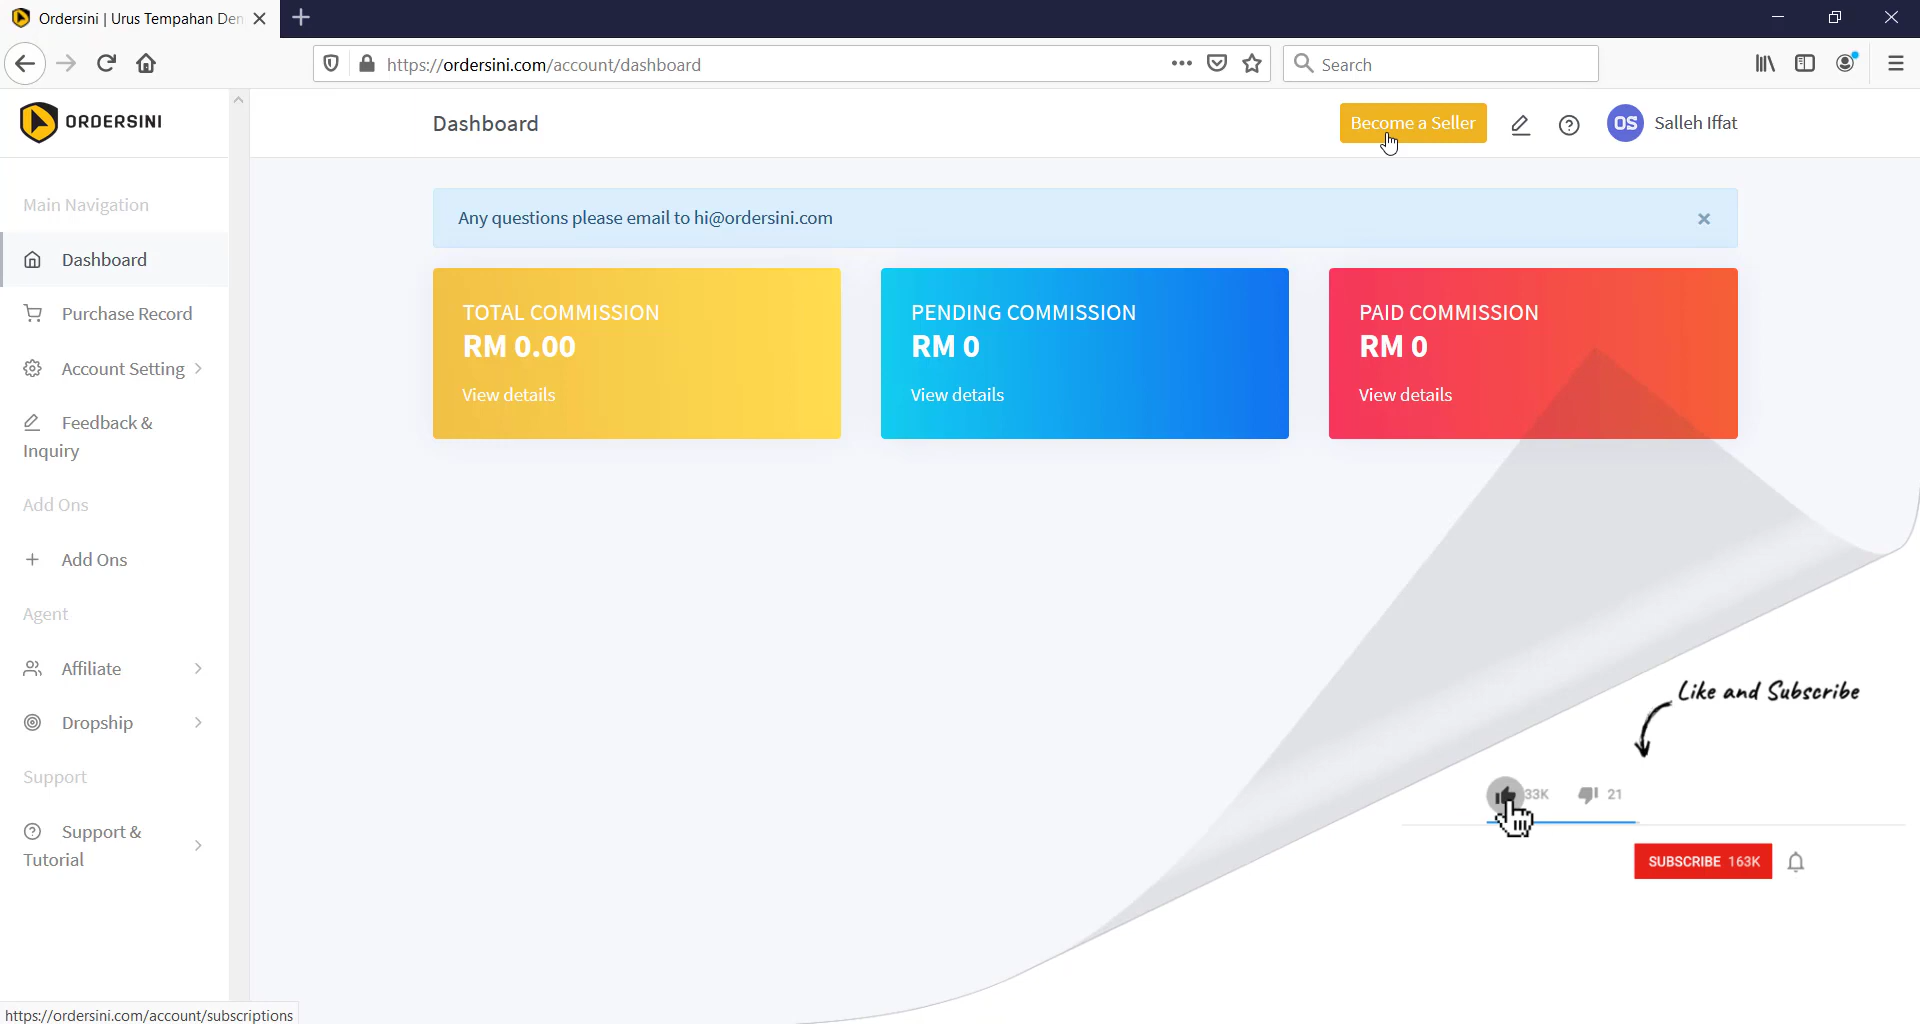 Ordersini | Urus Tempahan Den
https://ordersini.com/account/dashboard
Search
ORDERSINI
Dashboard
Become a Seller
OS
Salleh Iffat
Main Navigation
Dashboard
Purchase Record
Account Setting
Feedback &
Inquiry
Add Ons
Add Ons
Agent
Affiliate
Dropship
Support
Support &
Tutorial
Any questions please email to hi@ordersini.com
TOTAL COMMISSION
RM 0.00
View details
PENDING COMMISSION
RM 0
View details
PAID COMMISSION
RM 0
View details
Like and Subscribe
33K
21
SUBSCRIBE 163K
https://ordersini.com/account/subscriptions